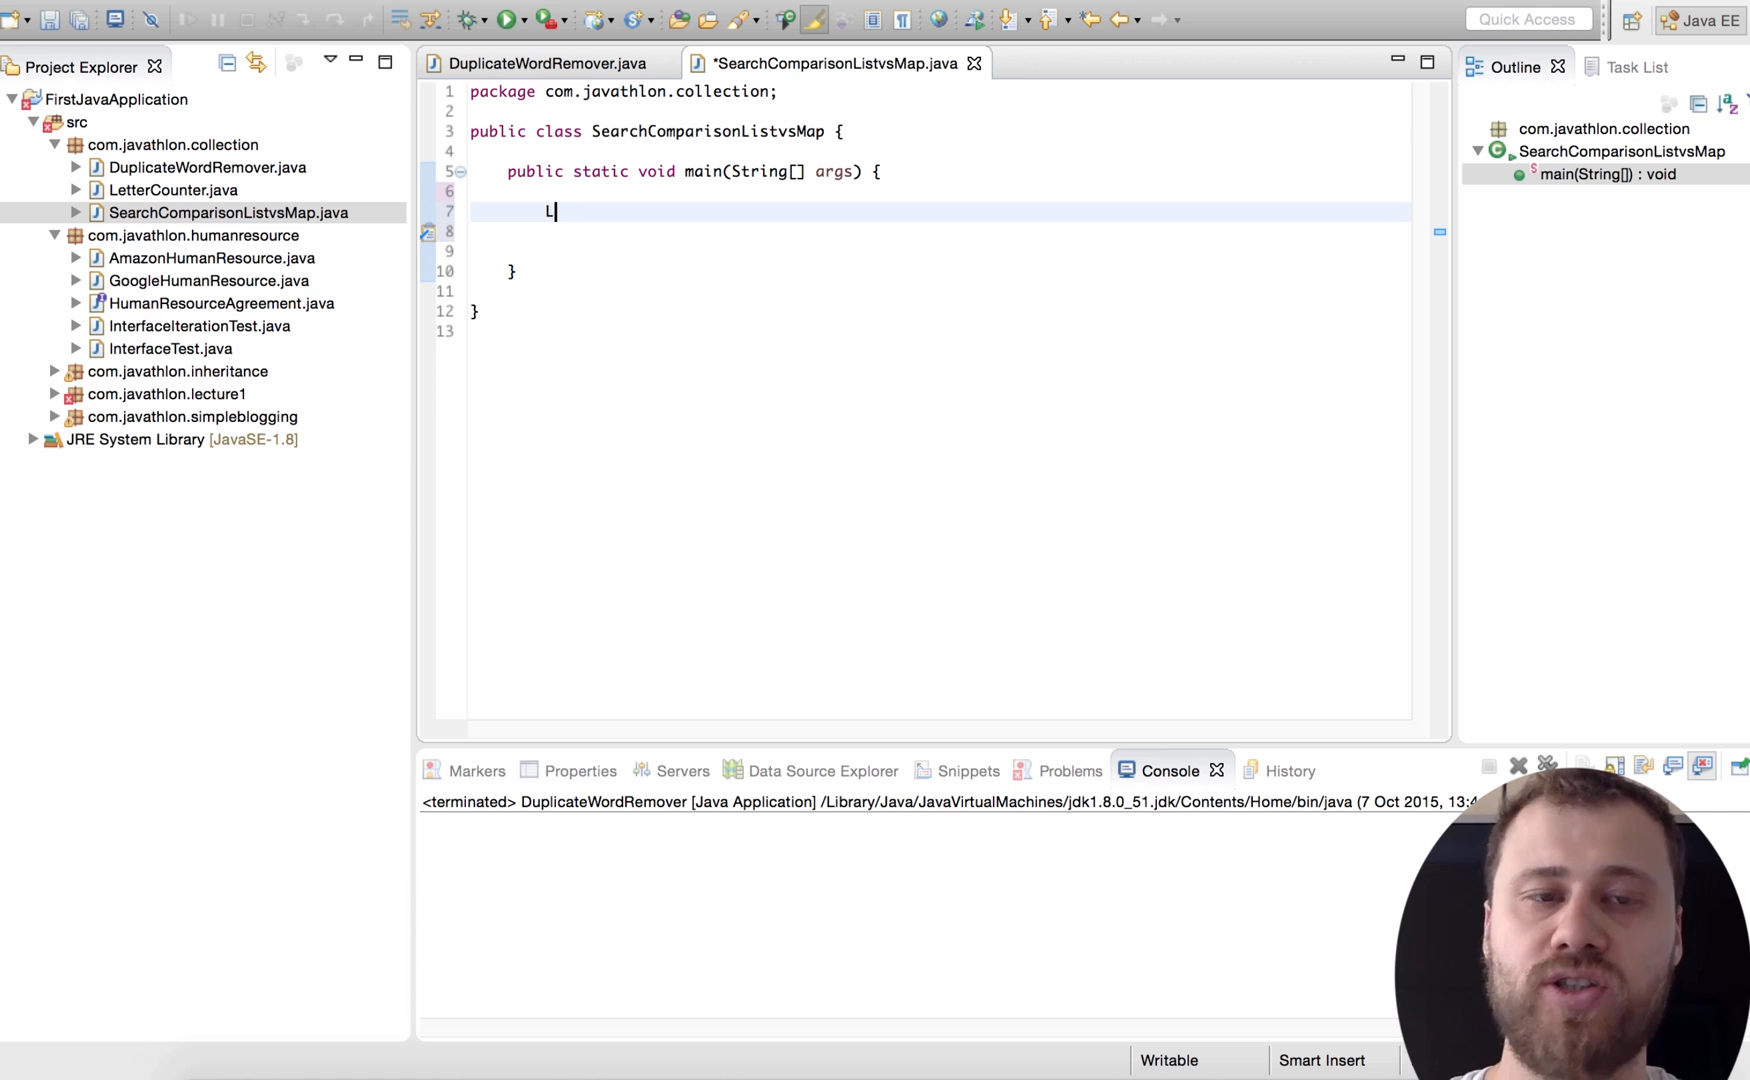 Quick Access
Java EE
Project Explorer
FirstJavaApplication
src
com.javathlon.collection
DuplicateWordRemover.java
LetterCounter.java
SearchComparisonListvsMap.java
com.javathlon.humanresource
AmazonHumanResource.java
GoogleHumanResource.java
HumanResourceAgreement.java
InterfaceIterationTest.java
InterfaceTest.java
com.javathlon.inheritance
com.javathlon.lecture1
com.javathlon.simpleblogging
JRE System Library [JavaSE-1.8]
DuplicateWordRemover.java
*SearchComparisonListvsMap.java
1 package com.javathlon.collection;
2
3 public class SearchComparisonListvsMap {
4
5 public static void main(String[] args) {
6
7 L
8
9
10 }
11
12 }
13
Outline
Task List
com.javathlon.collection
SearchComparisonListvsMap
main(String[]) : void
Markers
Properties
Servers
Data Source Explorer
Snippets
Problems
Console
History
<terminated> DuplicateWordRemover [Java Application] /Library/Java/JavaVirtualMachines/jdk1.8.0_51.jdk/Contents/Home/bin/java (7 Oct 2015, 13:4
Writable
Smart Insert